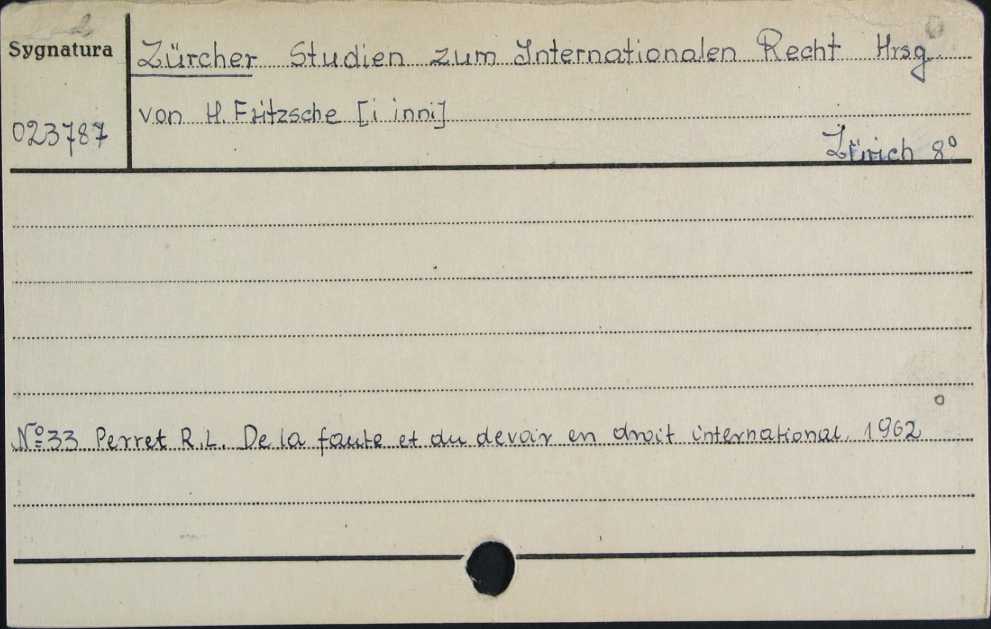 Sygnatura
Zürcher Studien zum Internationalen Recht Hrsg.
von H. Fritzsche [i inni]
023787
Zürich 8°
№ 33 Perret R.L. De la faute et du devoir en droit international. 1962